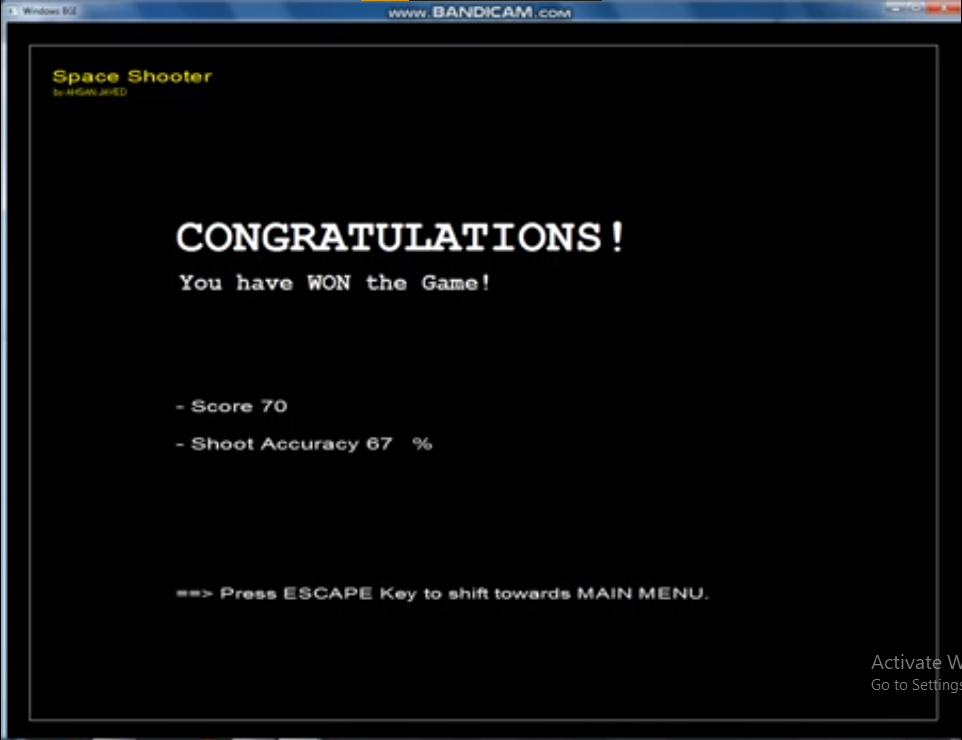 Windows BGI
www.BANDICAM.COM
Space Shooter
by AHSAN JAVED
CONGRATULATIONS!
You have WON the Game!
- Score 70
- Shoot Accuracy 67 %
==> Press ESCAPE Key to shift towards MAIN MENU.
Activate W
Go to Settings